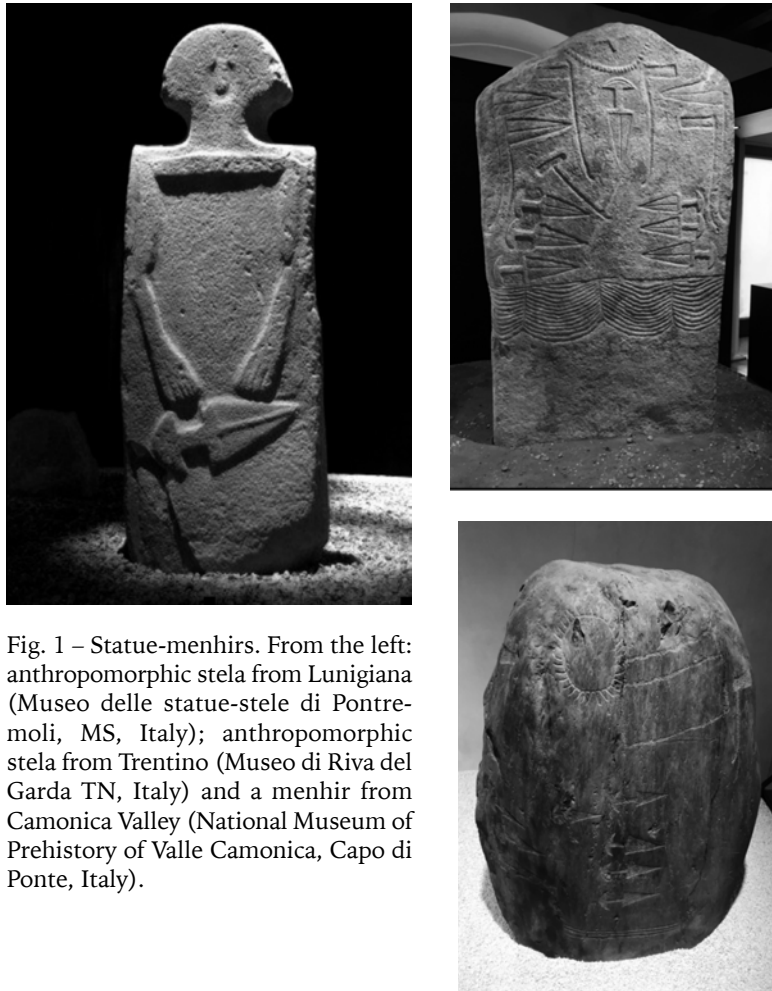 Fig. 1 – Statue-menhirs. From the left:
anthropomorphic stela from Lunigiana
(Museo delle statue-stele di Pontre-
moli, MS, Italy); anthropomorphic
stela from Trentino (Museo di Riva del
Garda TN, Italy) and a menhir from
Camonica Valley (National Museum of
Prehistory of Valle Camonica, Capo di
Ponte, Italy).